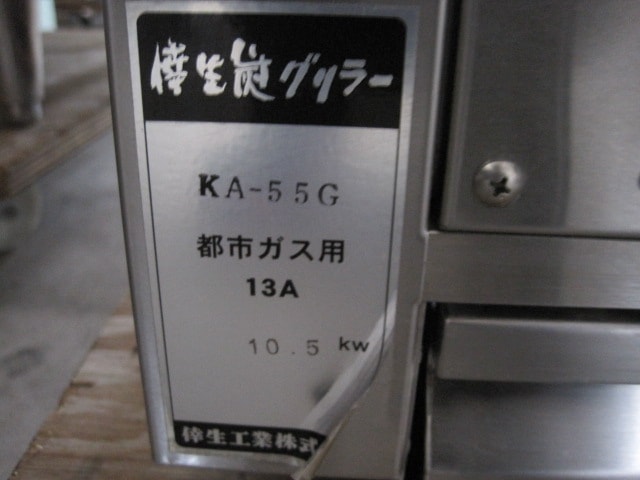 倖生炭グリラー
KA-55G
都市ガス用
13A
10.5 kw
倖生工業株式